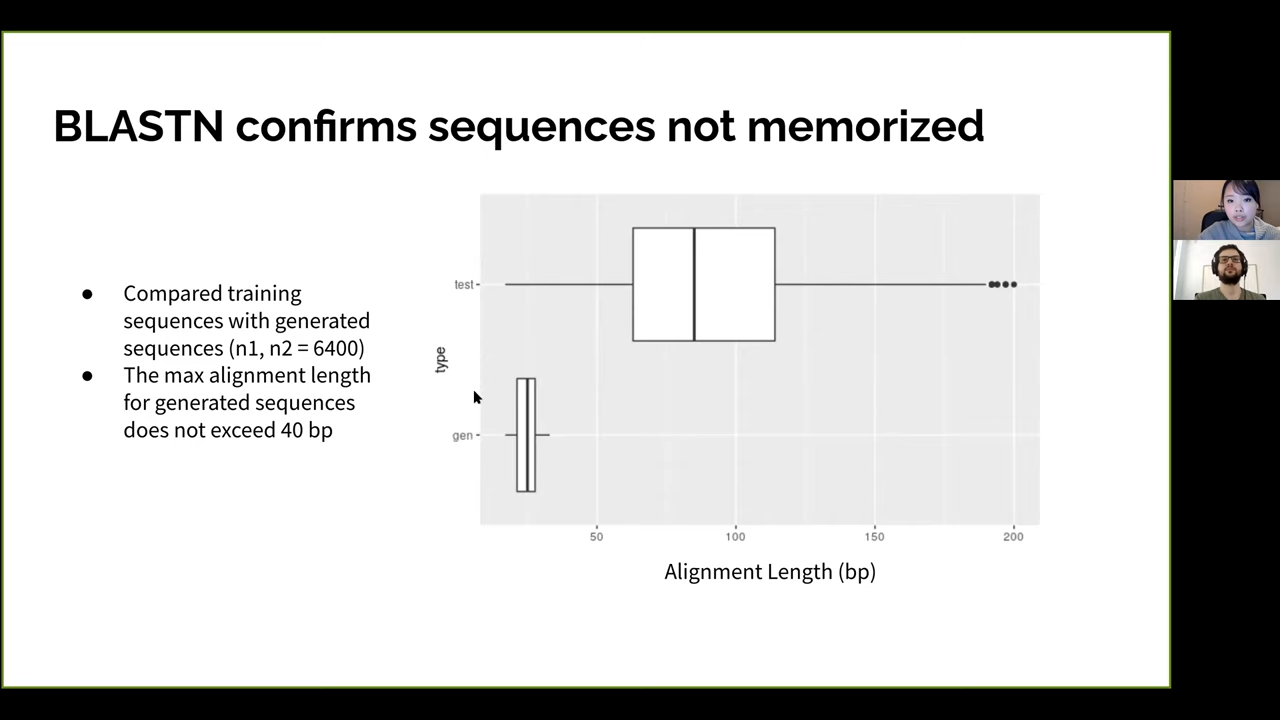 BLASTN confirms sequences not memorized
● Compared training
sequences with generated
sequences (n1, n2 = 6400)
● The max alignment length
for generated sequences
does not exceed 40 bp
type
test
gen
50 100 150 200
Alignment Length (bp)